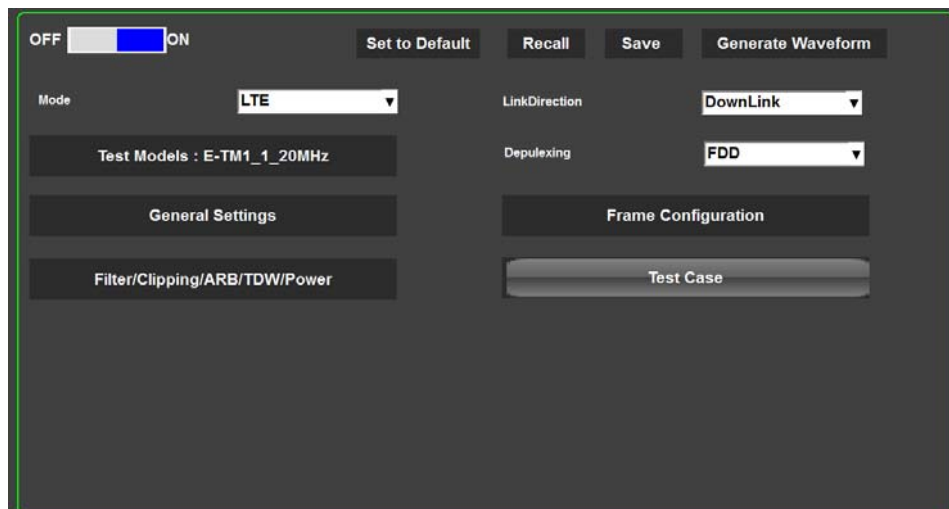 OFF ON Set to Default Recall Save Generate Waveform
Mode LTE LinkDirection DownLink
Test Models : E-TM1_1_20MHz Depulexing FDD
General Settings Frame Configuration
Filter/Clipping/ARB/TDW/Power Test Case